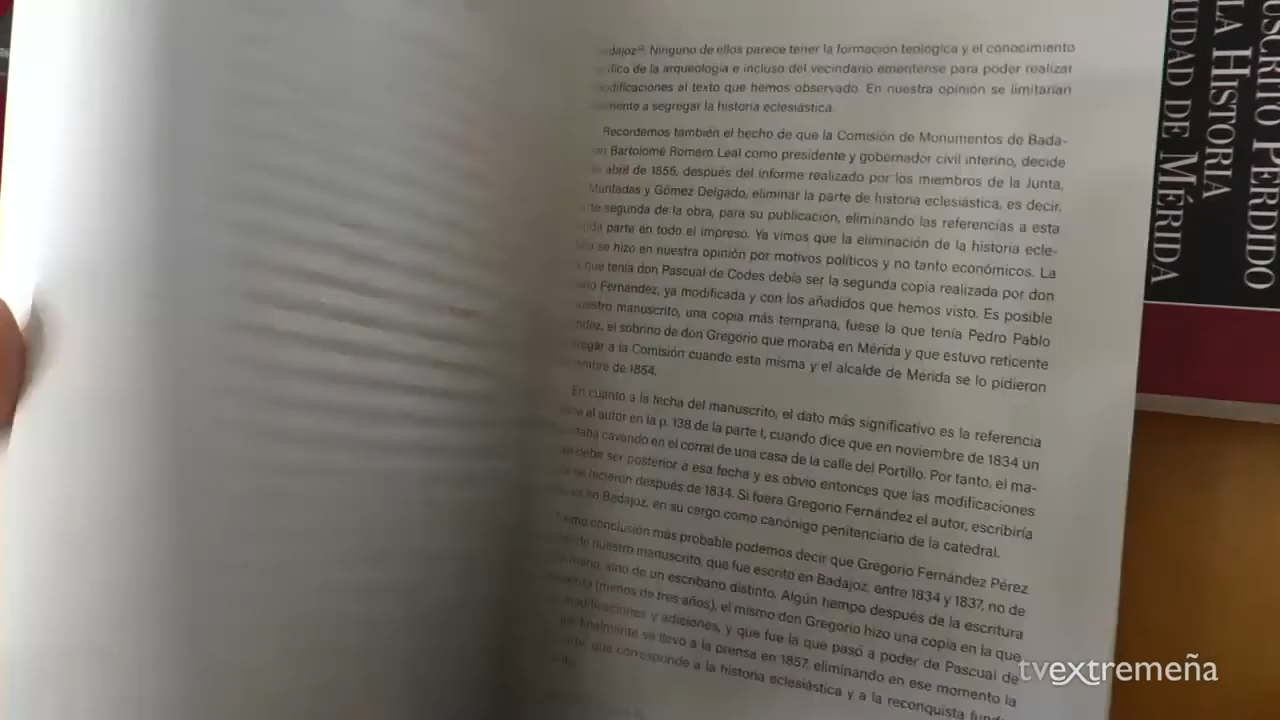 Ninguno de ellos parece tener la formación teológica y el conocimiento
de la arqueología e incluso del vecindario emeritense para poder realizar
al texto que hemos observado. En nuestra opinión se limitarían
a segregar la historia eclesiástica.
Recordemos también el hecho de que la Comisión de Monumentos de Bada-
Bartolomé Romero Leal como presidente y gobernador civil interino, decide
abril de 1856, después del informe realizado por los miembros de la Junta,
Muntadas y Gómez Delgado, eliminar la parte de historia eclesiástica, es decir,
segunda de la obra, para su publicación, eliminando las referencias a esta
parte en todo el impreso. Ya vimos que la eliminación de la historia ecle-
se hizo en nuestra opinión por motivos políticos y no tanto económicos. La
que tenía don Pascual de Codes debía ser la segunda copia realizada por don
Fernández, ya modificada y con los añadidos que hemos visto. Es posible
manuscrito, una copia más temprana, fuese la que tenía Pedro Pablo
el sobrino de don Gregorio que moraba en Mérida y que estuvo reticente
a la Comisión cuando esta misma y el alcalde de Mérida se lo pidieron
de 1854.
En cuanto a la fecha del manuscrito, el dato más significativo es la referencia
el autor en la p. 138 de la parte I, cuando dice que en noviembre de 1834 un
cavando en el corral de una casa de la calle del Portillo. Por tanto, el ma-
debe ser posterior a esa fecha y es obvio entonces que las modificaciones
se hicieron después de 1834. Si fuera Gregorio Fernández el autor, escribiría
en Badajoz, en su cargo como canónigo penitenciario de la catedral.
conclusión más probable podemos decir que Gregorio Fernández Pérez
de nuestro manuscrito, que fue escrito en Badajoz, entre 1834 y 1837, no de
sino de un escribano distinto. Algún tiempo después de la escritura
(menos de tres años), el mismo don Gregorio hizo una copia en la que
modificaciones y adiciones, y que fue la que pasó a poder de Pascual de
finalmente se llevó a la prensa en 1857, eliminando en ese momento la
que corresponde a la historia eclesiástica y a la reconquista
PERDIDO
LA HISTORIA
DE MÉRIDA
tvextremeña